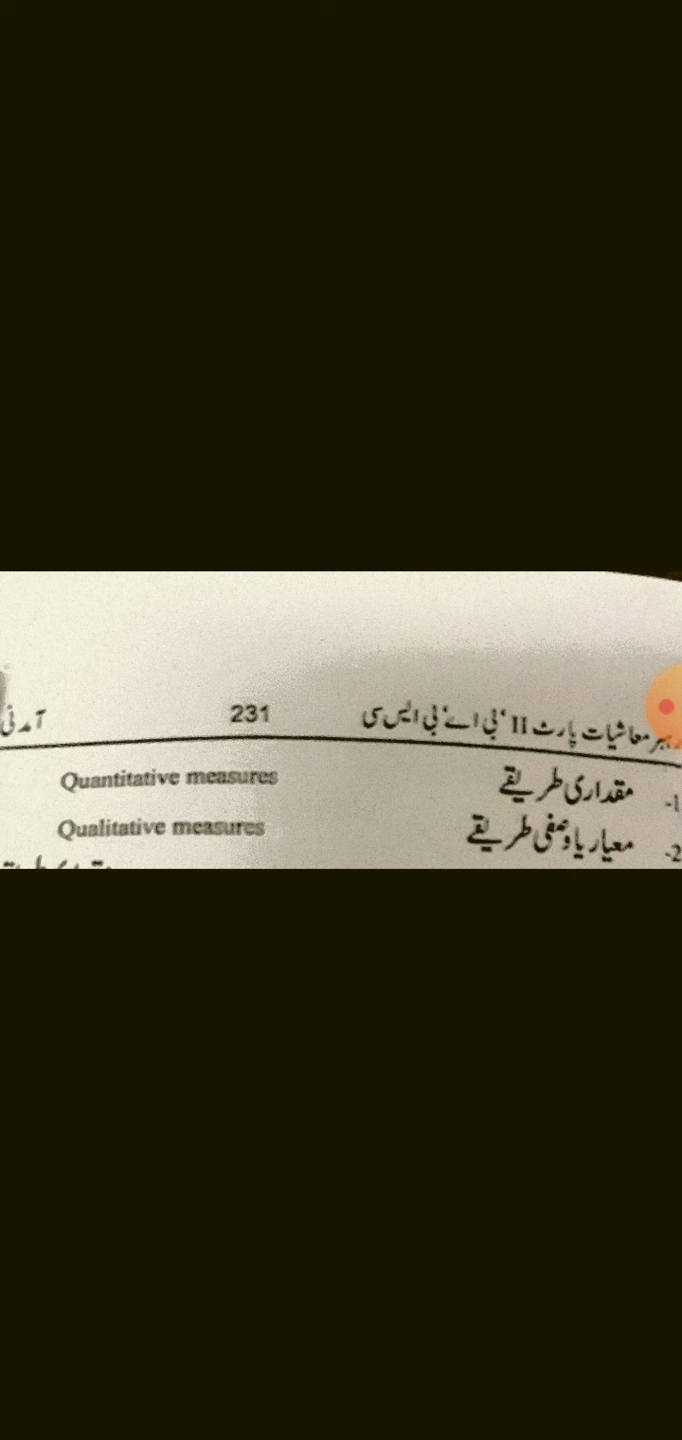 رہبر معاشیات پارٹ II ‘ بی اے‘ بی ایس سی 231 آمدنی
1- مقداری طریقے Quantitative measures
2- معیار یا وصفی طریقے Qualitative measures